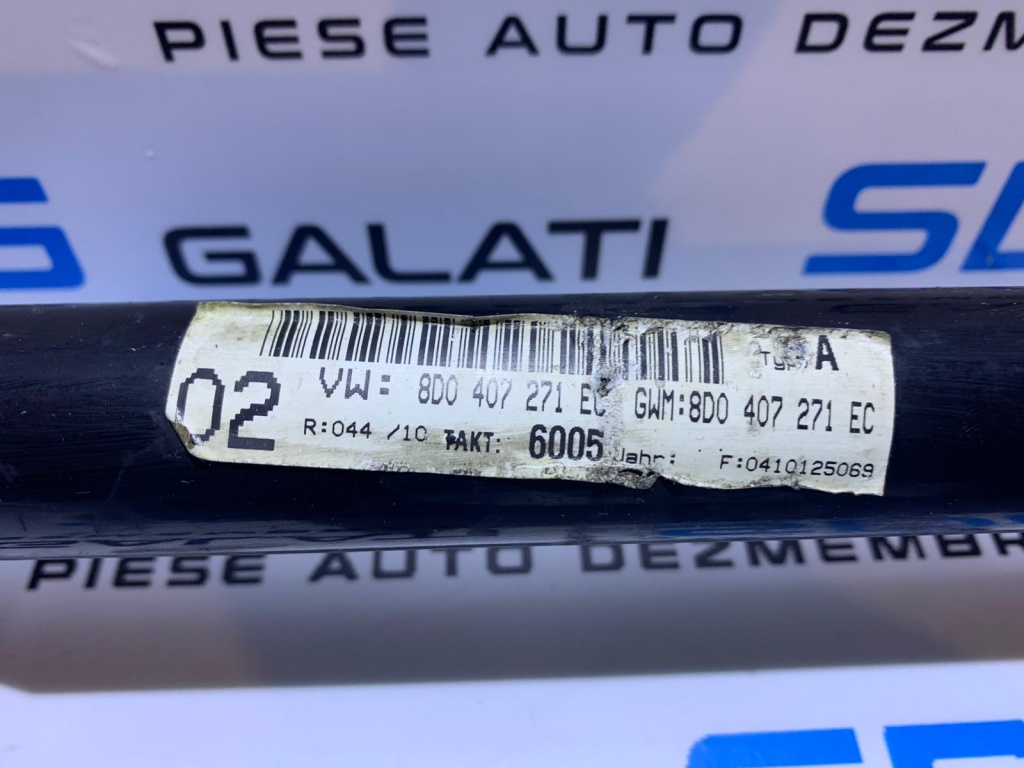 PIESE AUTO DEZM
GALATI
Typ: A
02 VW: 8D0 407 271 EC GWM:8D0 407 271 EC
R:044 /10 TAKT: 6005 Jahr: F:0410125069
PIESE AUTO DEZMEMBR